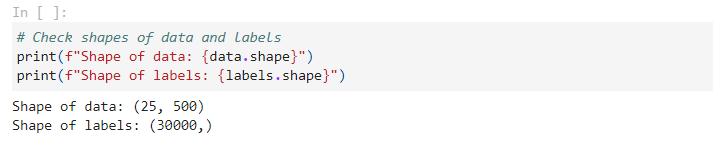 In [ ]:
# Check shapes of data and labels
print(f"Shape of data: {data.shape}")
print(f"Shape of labels: {labels.shape}")
Shape of data: (25, 500)
Shape of labels: (30000,)